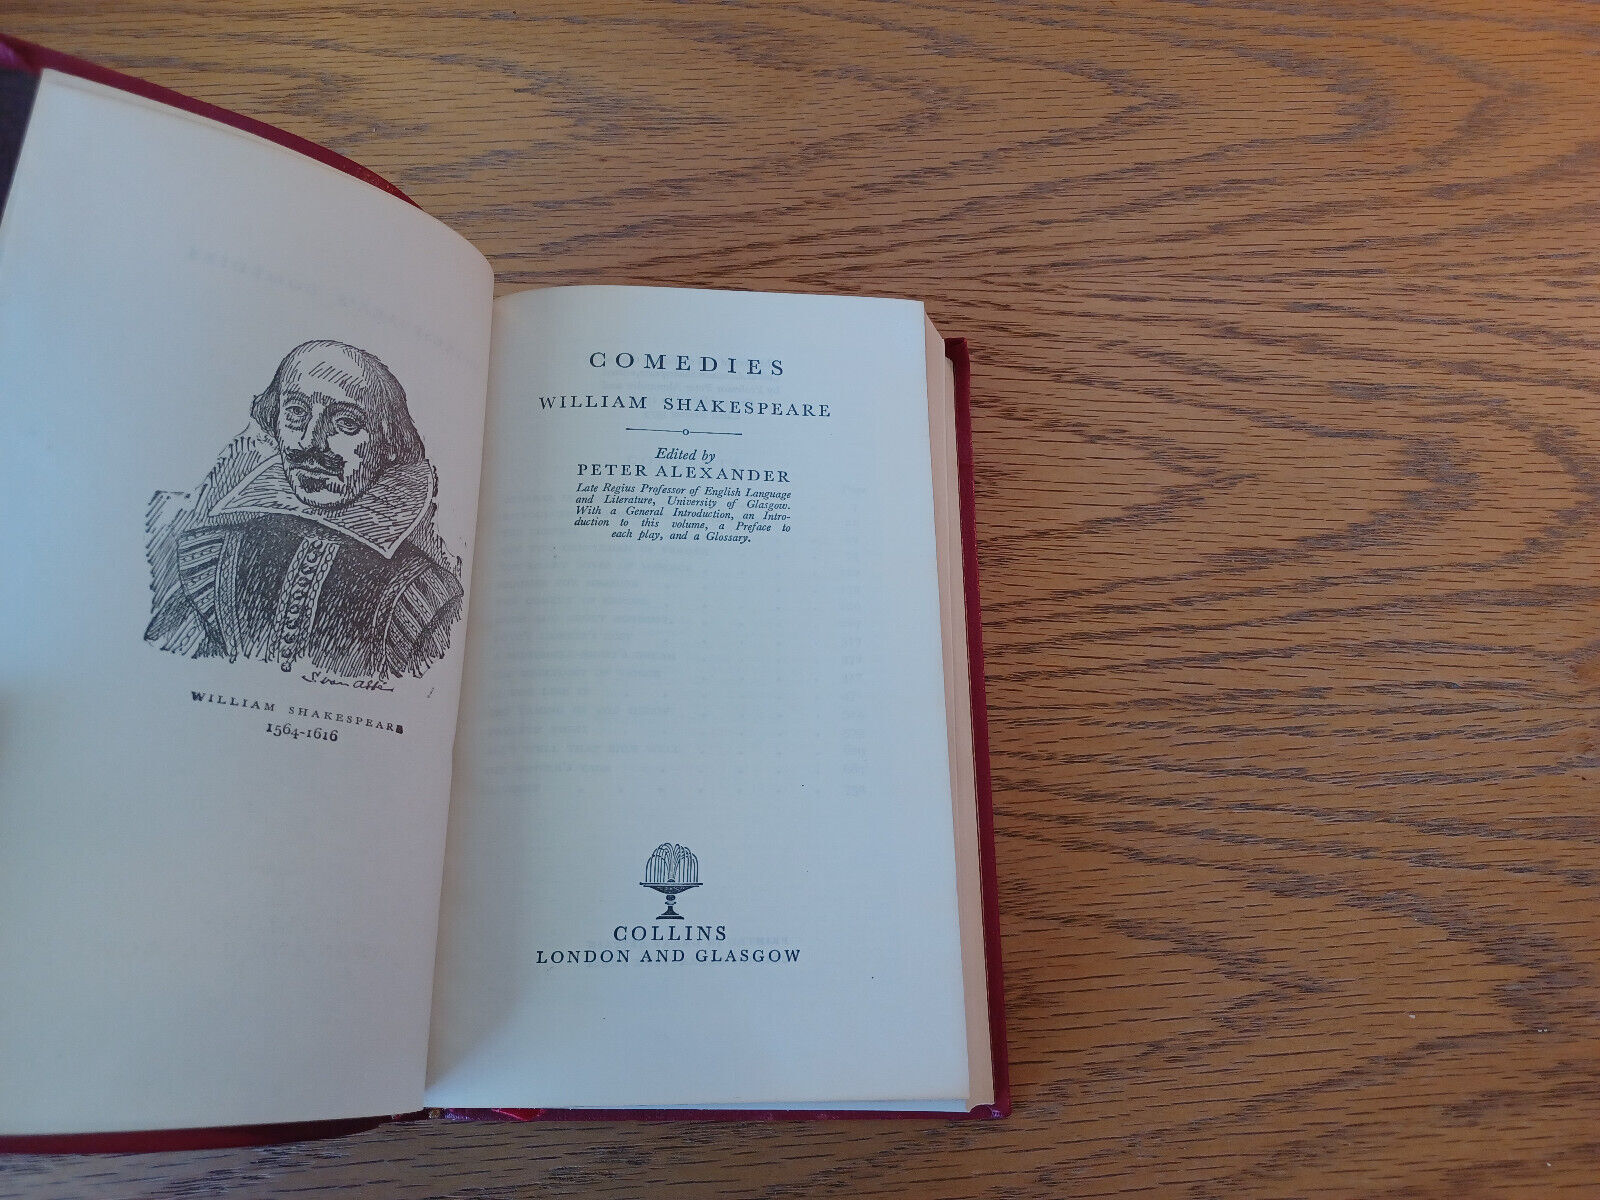 WILLIAM SHAKESPEARE
1564-1616
COMEDIES
WILLIAM SHAKESPEARE
Edited by
PETER ALEXANDER
Late Regius Professor of English Language
and Literature, University of Glasgow.
With a General Introduction, an Intro-
duction to this volume, a Preface to
each play, and a Glossary.
COLLINS
LONDON AND GLASGOW